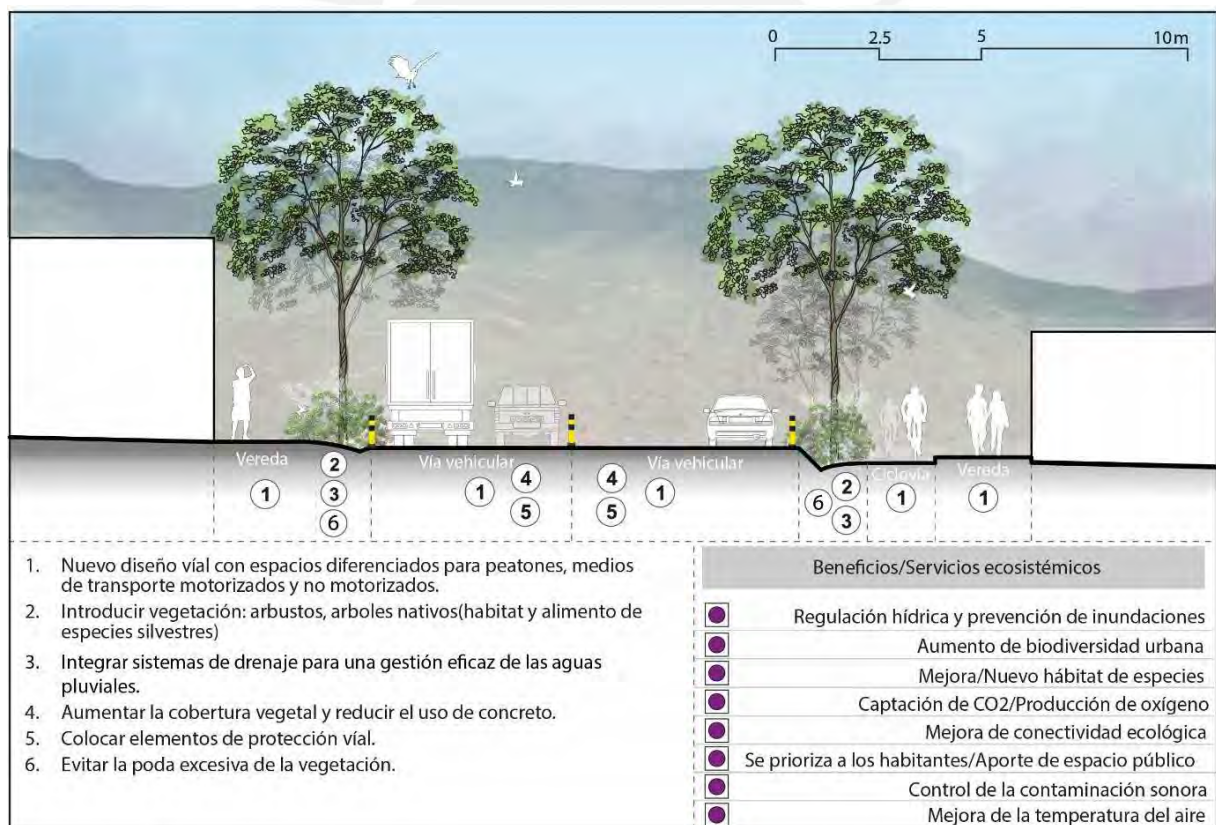 0 2.5 5 10m
Vereda
2
1
3
6
Vía vehicular
1
4
5
Vía vehicular
4
5
1
6
2
3
Ciclovía
1
Vereda
1
1. Nuevo diseño víal con espacios diferenciados para peatones, medios
de transporte motorizados y no motorizados.
2. Introducir vegetación: arbustos, arboles nativos(habitat y alimento de
especies silvestres)
3. Integrar sistemas de drenaje para una gestión eficaz de las aguas
pluviales.
4. Aumentar la cobertura vegetal y reducir el uso de concreto.
5. Colocar elementos de protección víal.
6. Evitar la poda excesiva de la vegetación.
Beneficios/Servicios ecosistémicos
Regulación hídrica y prevención de inundaciones
Aumento de biodiversidad urbana
Mejora/Nuevo hábitat de especies
Captación de CO2/Producción de oxígeno
Mejora de conectividad ecológica
Se prioriza a los habitantes/Aporte de espacio público
Control de la contaminación sonora
Mejora de la temperatura del aire